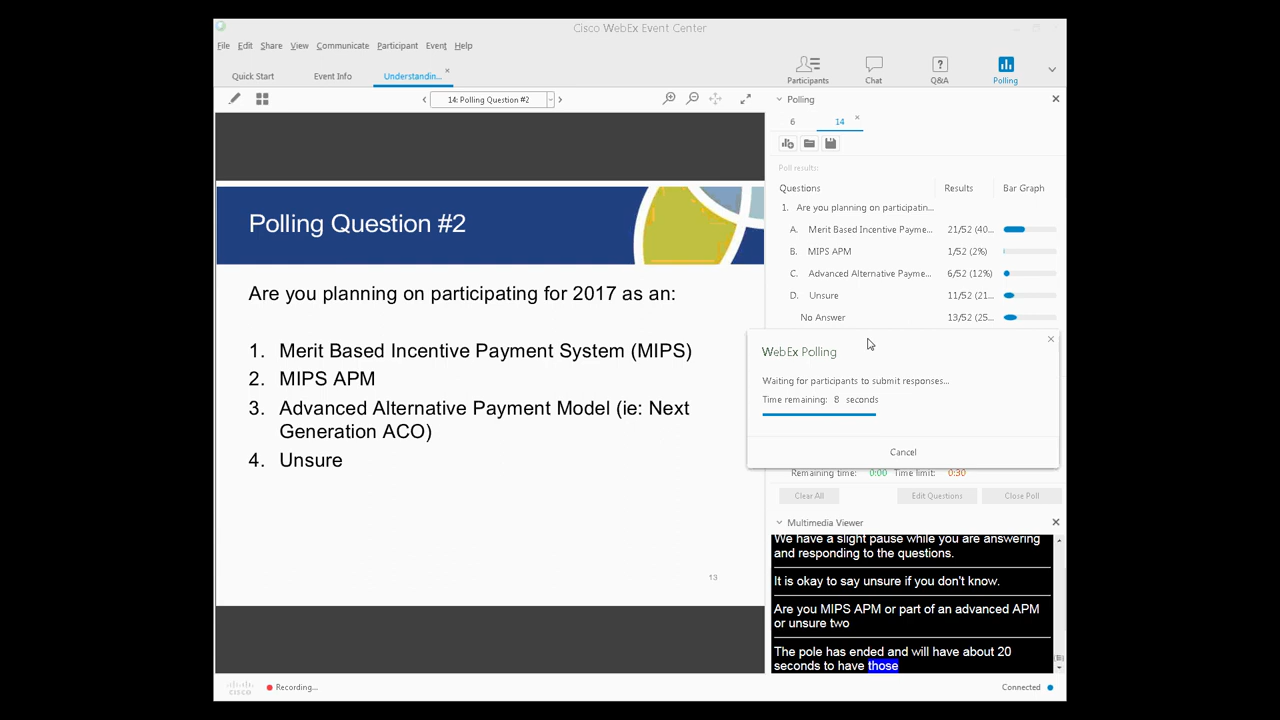 Cisco WebEx Event Center
File Edit Share View Communicate Participant Event Help
Participants Chat Q&A Polling
Quick Start Event Info Understandin...
14: Polling Question #2
Polling
6 14
Poll results:
Questions Results Bar Graph
1. Are you planning on participatin...
A. Merit Based Incentive Payme... 21/52 (40...
B. MIPS APM 1/52 (2%)
C. Advanced Alternative Payme... 6/52 (12%)
D. Unsure 11/52 (21...
No Answer 13/52 (25...
Polling Question #2
Are you planning on participating for 2017 as an:
1. Merit Based Incentive Payment System (MIPS)
2. MIPS APM
3. Advanced Alternative Payment Model (ie: Next
Generation ACO)
4. Unsure
13
WebEx Polling
Waiting for participants to submit responses...
Time remaining: 8 seconds
Cancel
Remaining time: 0:00 Time limit: 0:30
Clear All Edit Questions Close Poll
Multimedia Viewer
We have a slight pause while you are answering
and responding to the questions.
It is okay to say unsure if you don't know.
Are you MIPS APM or part of an advanced APM
or unsure two
The pole has ended and will have about 20
seconds to have those
cisco Recording... Connected